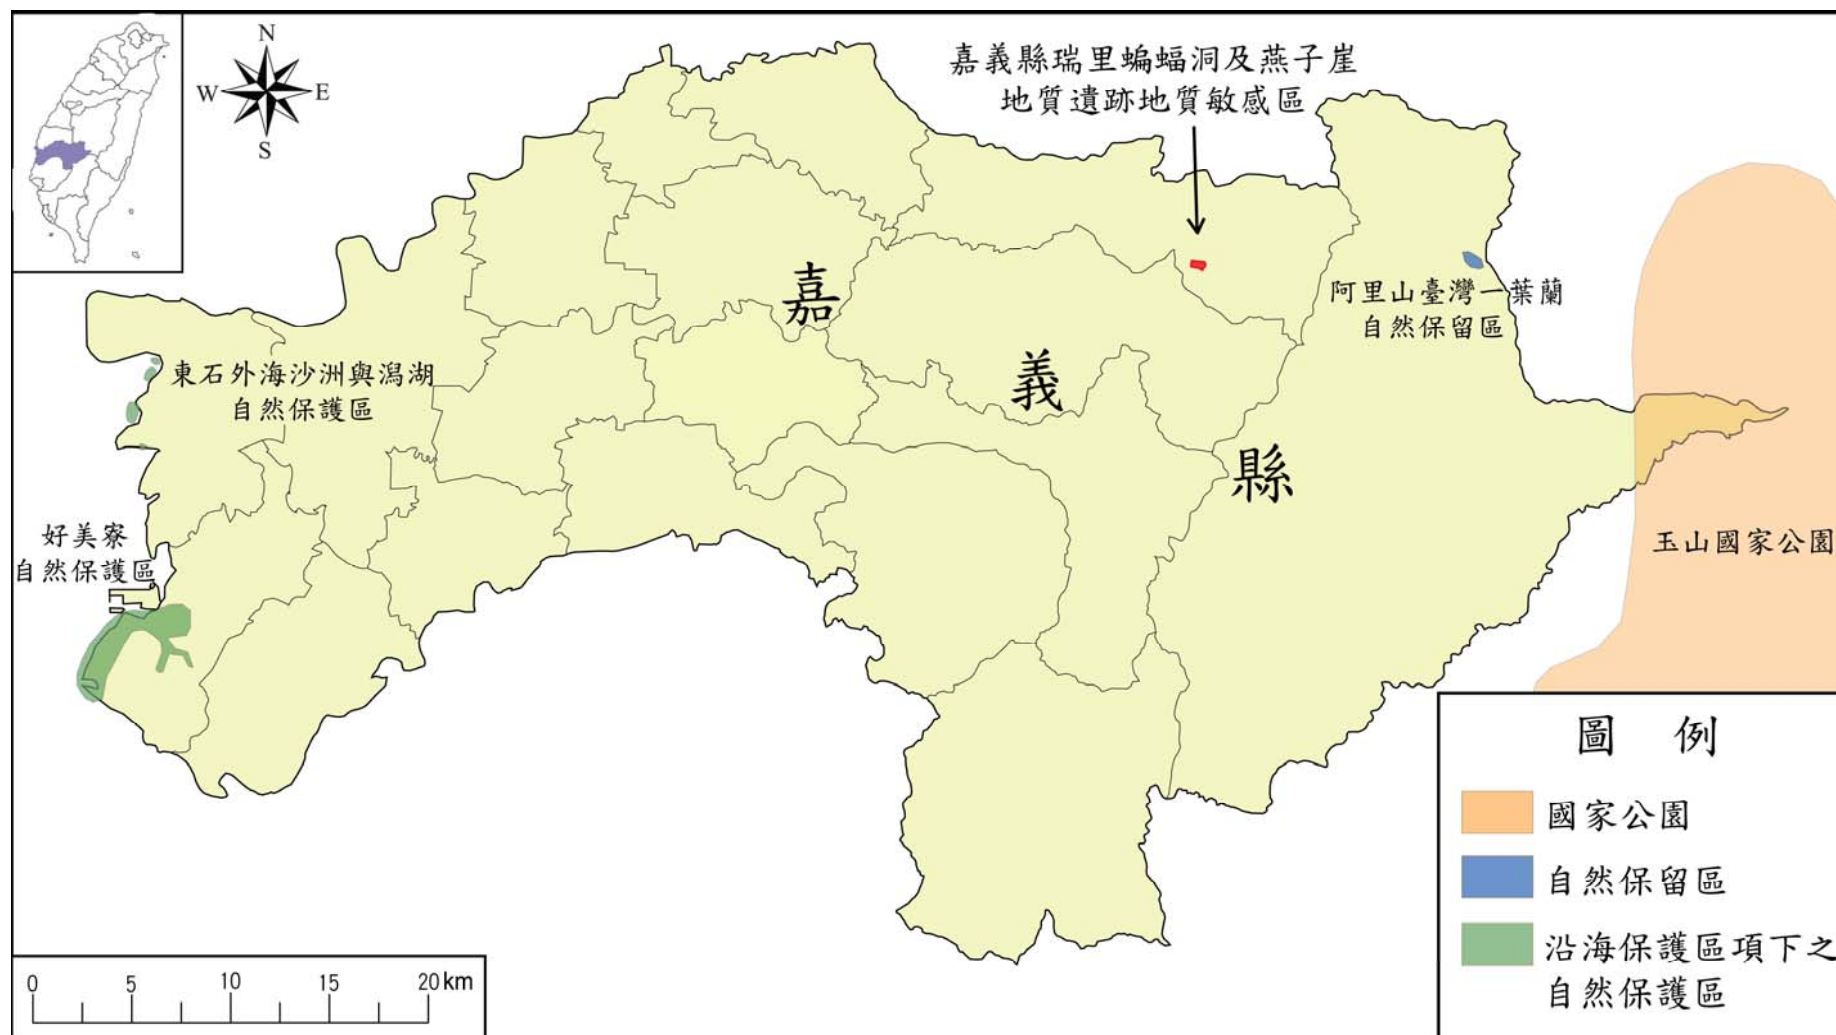 N
W
E
S
嘉義縣瑞里蝙蝠洞及燕子崖
地質遺跡地質敏感區
嘉
義
縣
阿里山臺灣一葉蘭
自然保留區
東石外海沙洲與潟湖
自然保護區
好美寮
自然保護區
玉山國家公園
圖 例
國家公園
自然保留區
沿海保護區項下之
自然保護區
0 5 10 15 20 km